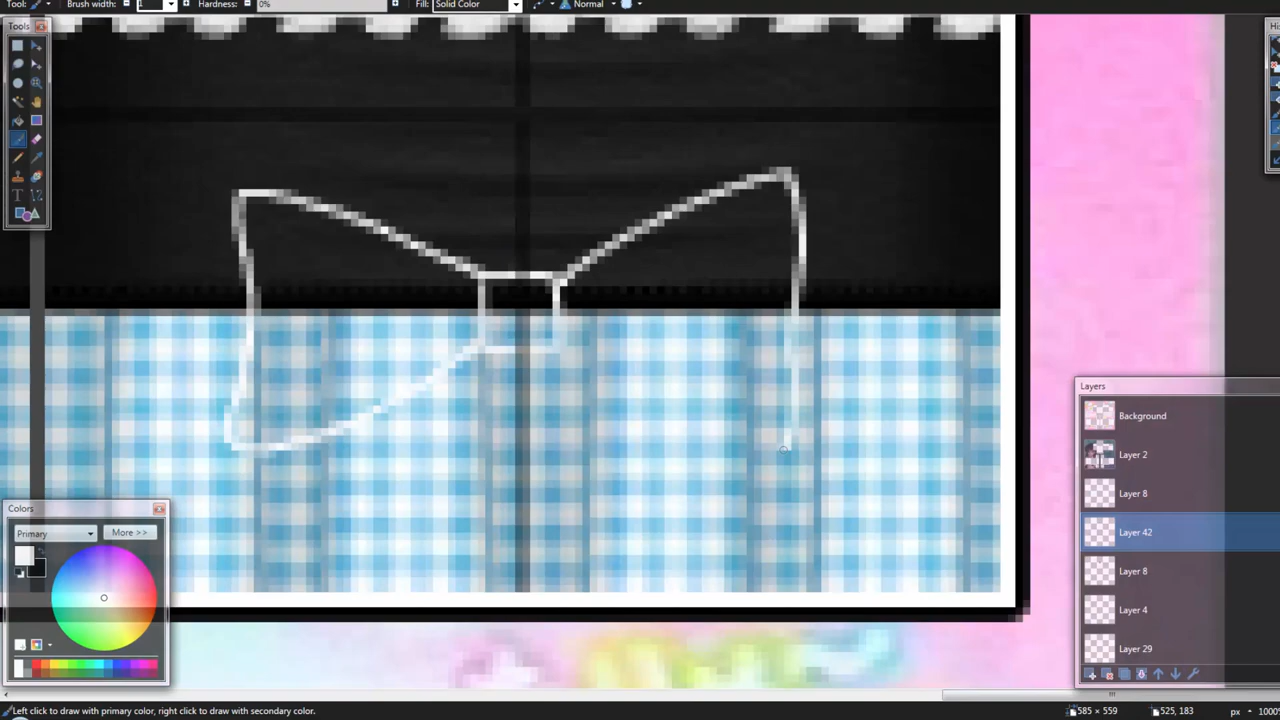 Tool:
Brush width:
1
Hardness:
0%
Fill:
Solid Color
Normal
Tools
Layers
Background
Layer 2
Layer 8
Layer 42
Layer 8
Layer 4
Layer 29
Colors
Primary
More >>
Left click to draw with primary color, right click to draw with secondary color.
585 × 559
525, 183
px